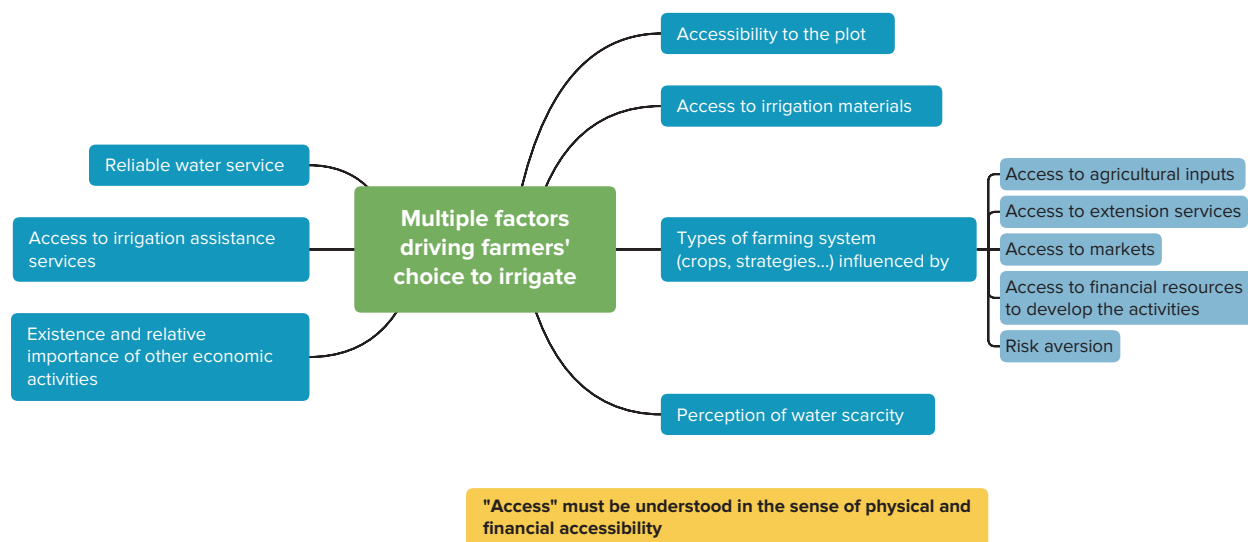 Accessibility to the plot
Access to irrigation materials
Reliable water service
Access to irrigation assistance
services
Existence and relative
importance of other economic
activities
Multiple factors
driving farmers'
choice to irrigate
Types of farming system
(crops, strategies...) influenced by
Access to agricultural inputs
Access to extension services
Access to markets
Access to financial resources
to develop the activities
Risk aversion
Perception of water scarcity
"Access" must be understood in the sense of physical and
financial accessibility